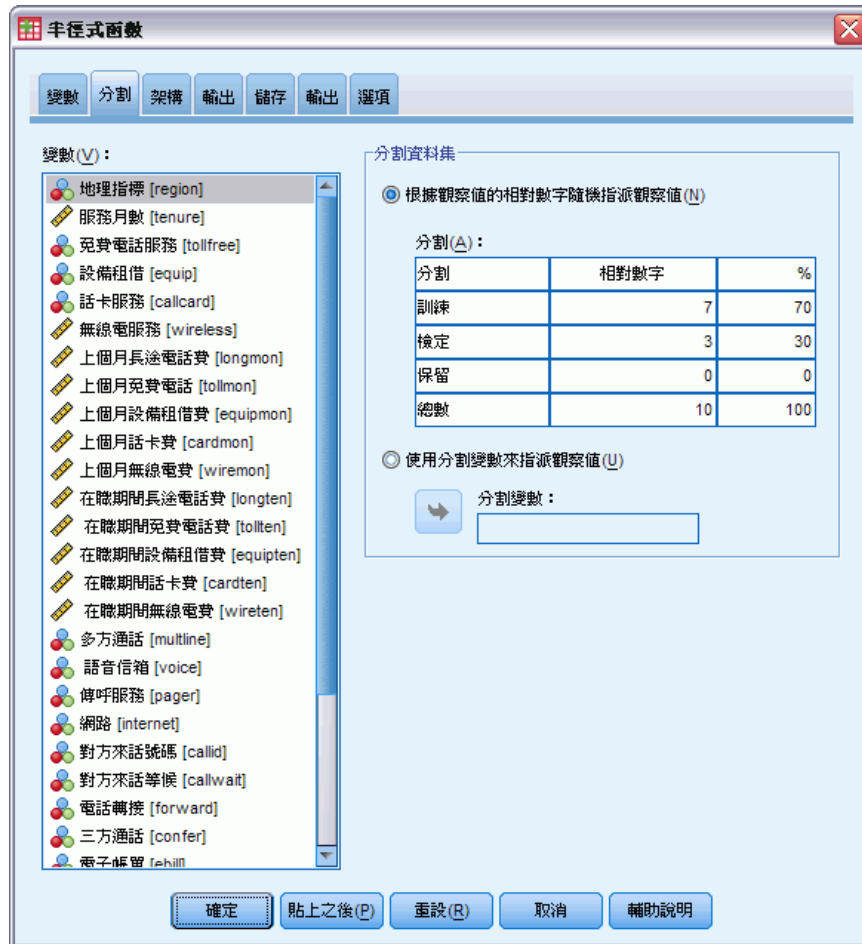 半徑式函數
變數 分割 架構 輸出 儲存 輸出 選項
變數(V):
地理指標 [region]
服務月數 [tenure]
免費電話服務 [tollfree]
設備租借 [equip]
話卡服務 [callcard]
無線電服務 [wireless]
上個月長途電話費 [longmon]
上個月免費電話 [tollmon]
上個月設備租借費 [equipmon]
上個月話卡費 [cardmon]
上個月無線電費 [wiremon]
在職期間長途電話費 [longten]
在職期間免費電話費 [tollten]
在職期間設備租借費 [equipten]
在職期間話卡費 [cardten]
在職期間無線電費 [wireten]
多方通話 [multline]
語音信箱 [voice]
傳呼服務 [pager]
網路 [internet]
對方來話號碼 [callid]
對方來話等候 [callwait]
電話轉接 [forward]
三方通話 [confer]
電子帳單 [ebill]
分割資料集
根據觀察值的相對數字隨機指派觀察值(N)
分割(A):
分割 相對數字 %
訓練 7 70
檢定 3 30
保留 0 0
總數 10 100
使用分割變數來指派觀察值(U)
分割變數:
確定 貼上之後(P) 重設(R) 取消 輔助說明